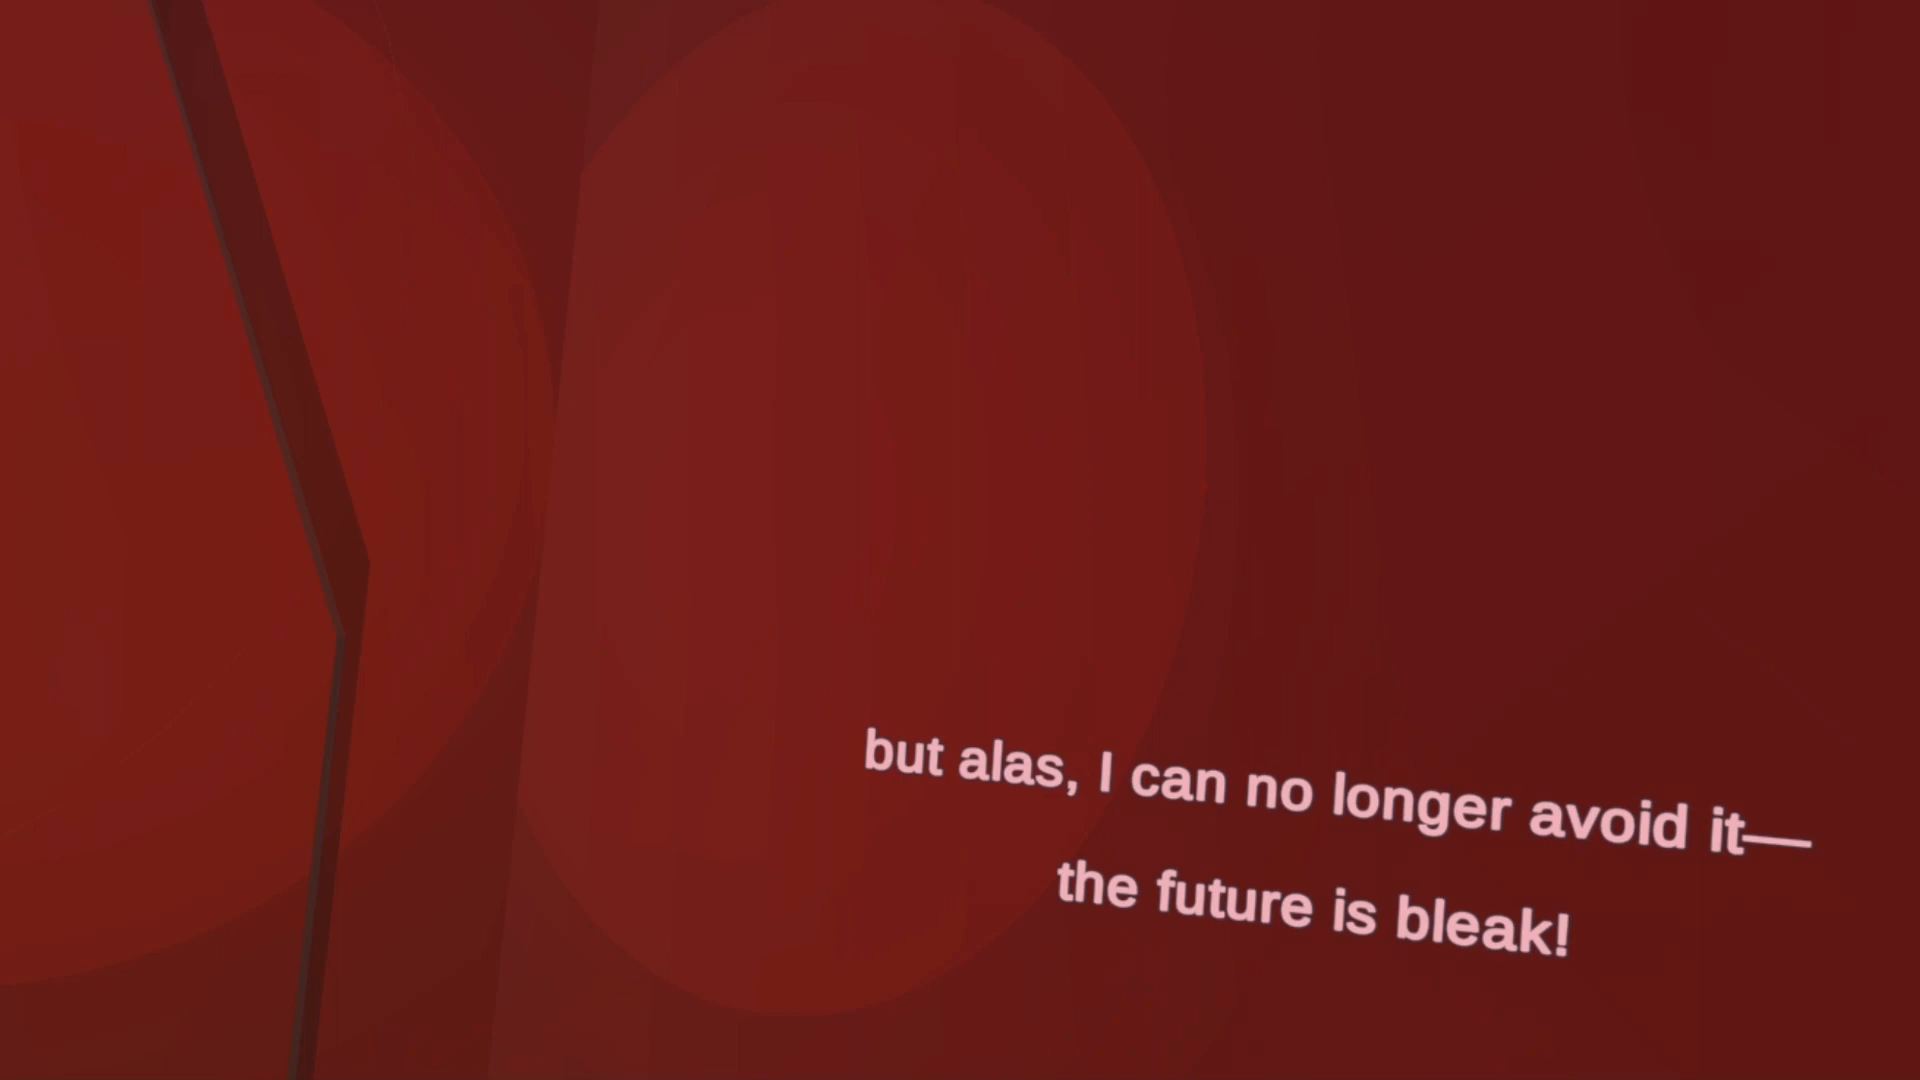 but alas, I can no longer avoid it—
the future is bleak!